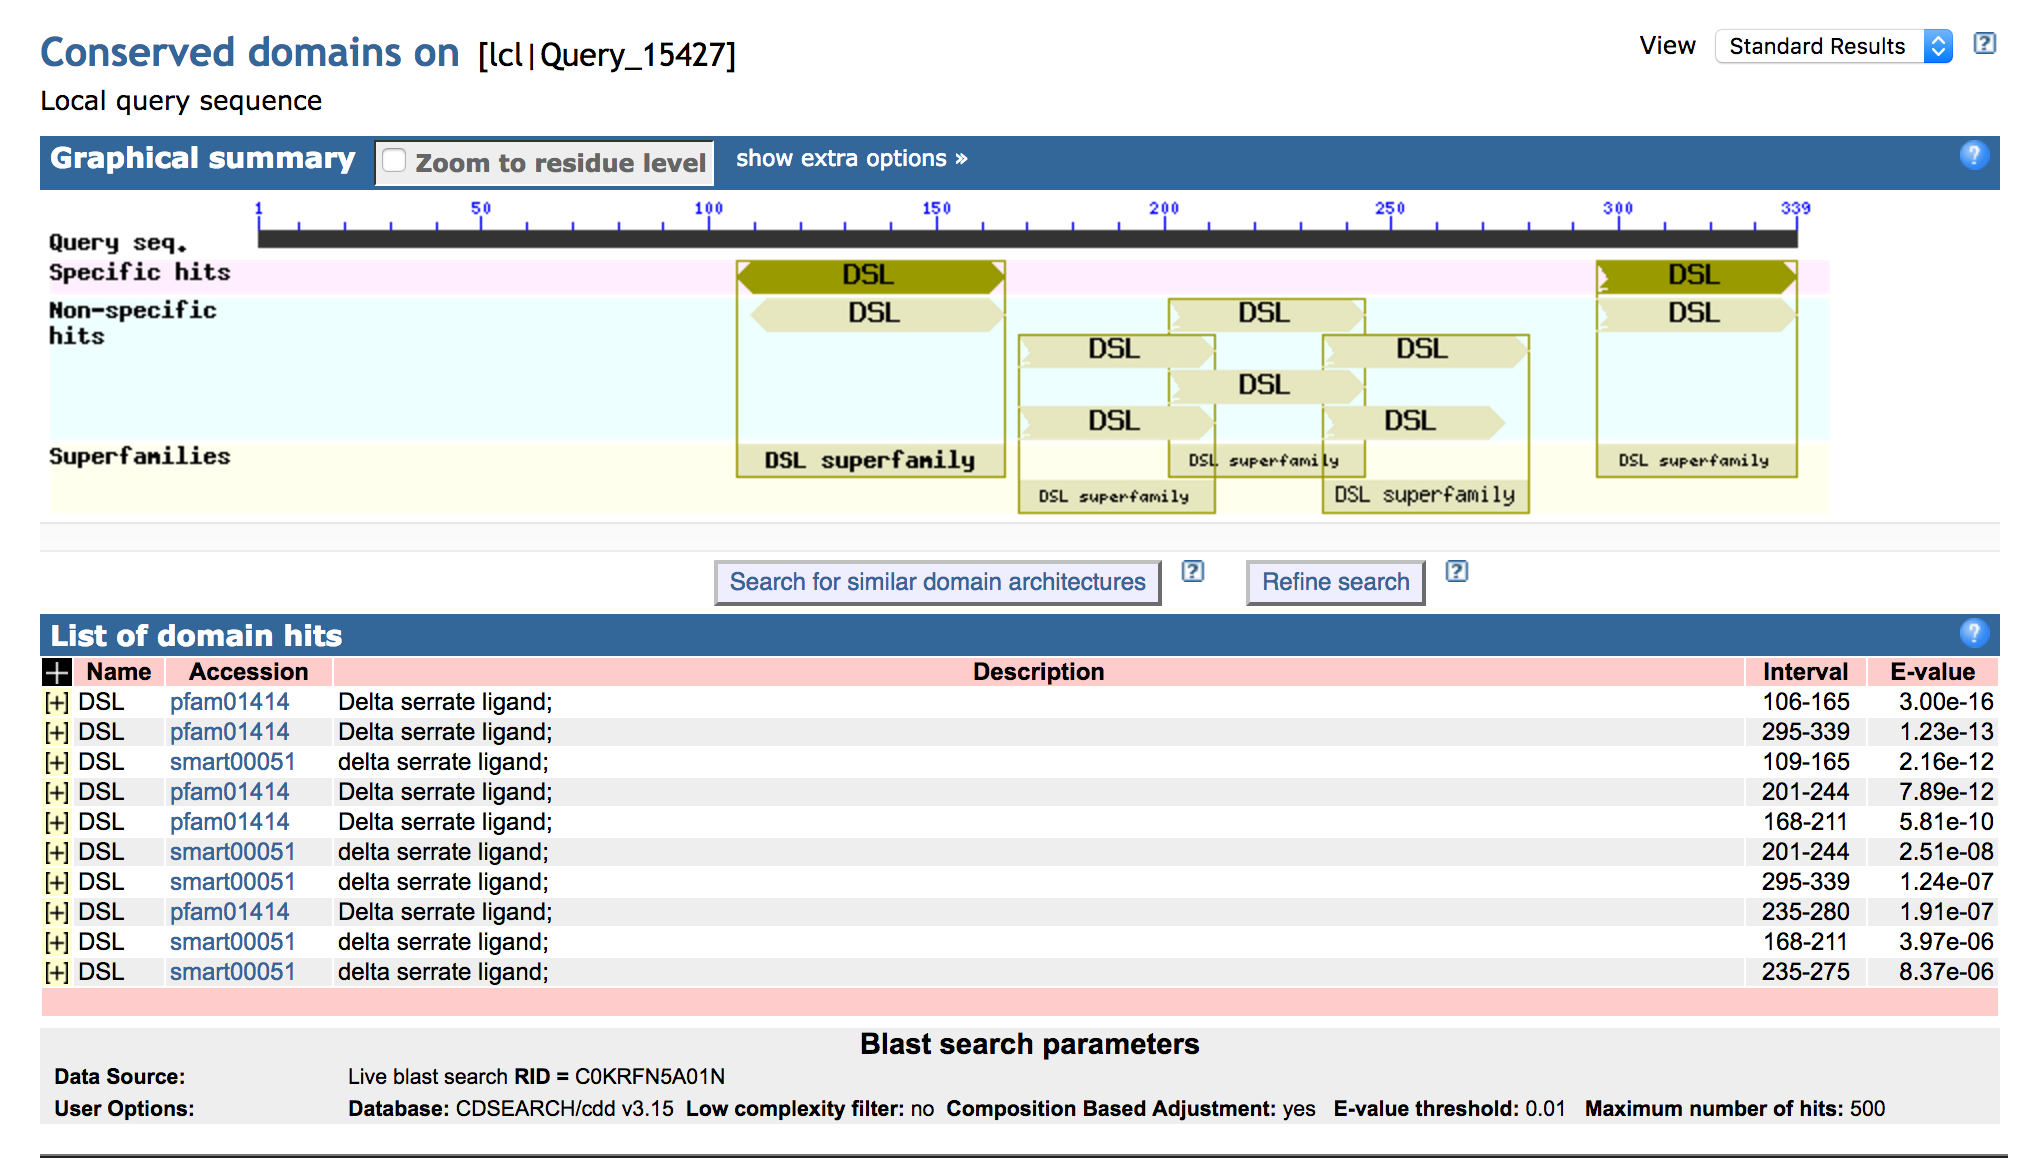 Conserved domains on [lcl|Query_15427]
View Standard Results ?
Local query sequence
Graphical summary Zoom to residue level show extra options » ?
1 50 100 150 200 250 300 339
Query seq.
Specific hits DSL DSL
Non-specific hits DSL DSL DSL
DSL DSL
DSL
DSL DSL
Superfamilies DSL superfamily DSL superfamily DSL superfamily
DSL superfamily DSL superfamily
Search for similar domain architectures ? Refine search ?
List of domain hits ?
+ Name Accession Description Interval E-value
[+] DSL pfam01414 Delta serrate ligand; 106-165 3.00e-16
[+] DSL pfam01414 Delta serrate ligand; 295-339 1.23e-13
[+] DSL smart00051 delta serrate ligand; 109-165 2.16e-12
[+] DSL pfam01414 Delta serrate ligand; 201-244 7.89e-12
[+] DSL pfam01414 Delta serrate ligand; 168-211 5.81e-10
[+] DSL smart00051 delta serrate ligand; 201-244 2.51e-08
[+] DSL smart00051 delta serrate ligand; 295-339 1.24e-07
[+] DSL pfam01414 Delta serrate ligand; 235-280 1.91e-07
[+] DSL smart00051 delta serrate ligand; 168-211 3.97e-06
[+] DSL smart00051 delta serrate ligand; 235-275 8.37e-06
Blast search parameters
Data Source: Live blast search RID = C0KRFN5A01N
User Options: Database: CDSEARCH/cdd v3.15 Low complexity filter: no Composition Based Adjustment: yes E-value threshold: 0.01 Maximum number of hits: 500